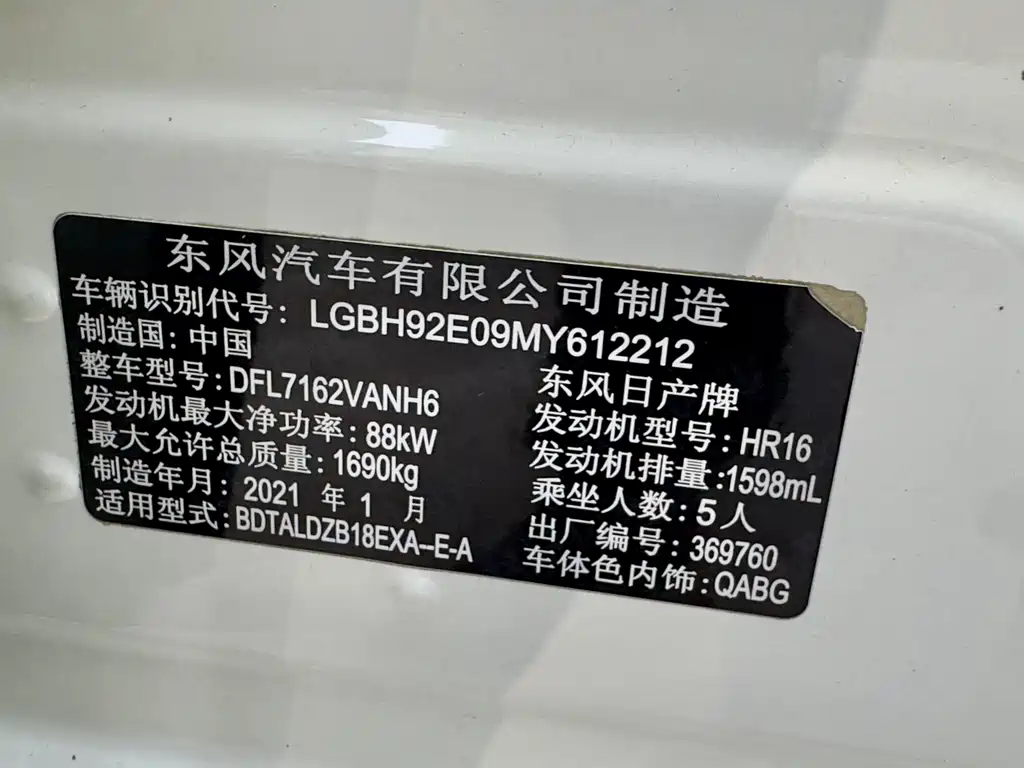 东风汽车有限公司制造
车辆识别代号: LGBH92E09MY612212
制造国: 中国
东风日产牌
整车型号: DFL7162VANH6
发动机型号: HR16
发动机最大净功率: 88kW
发动机排量: 1598mL
最大允许总质量: 1690kg
乘坐人数: 5人
制造年月: 2021 年 1 月
出厂编号: 369760
适用型式: BDTALDZB18EXA--E-A
车体色内饰: QABG